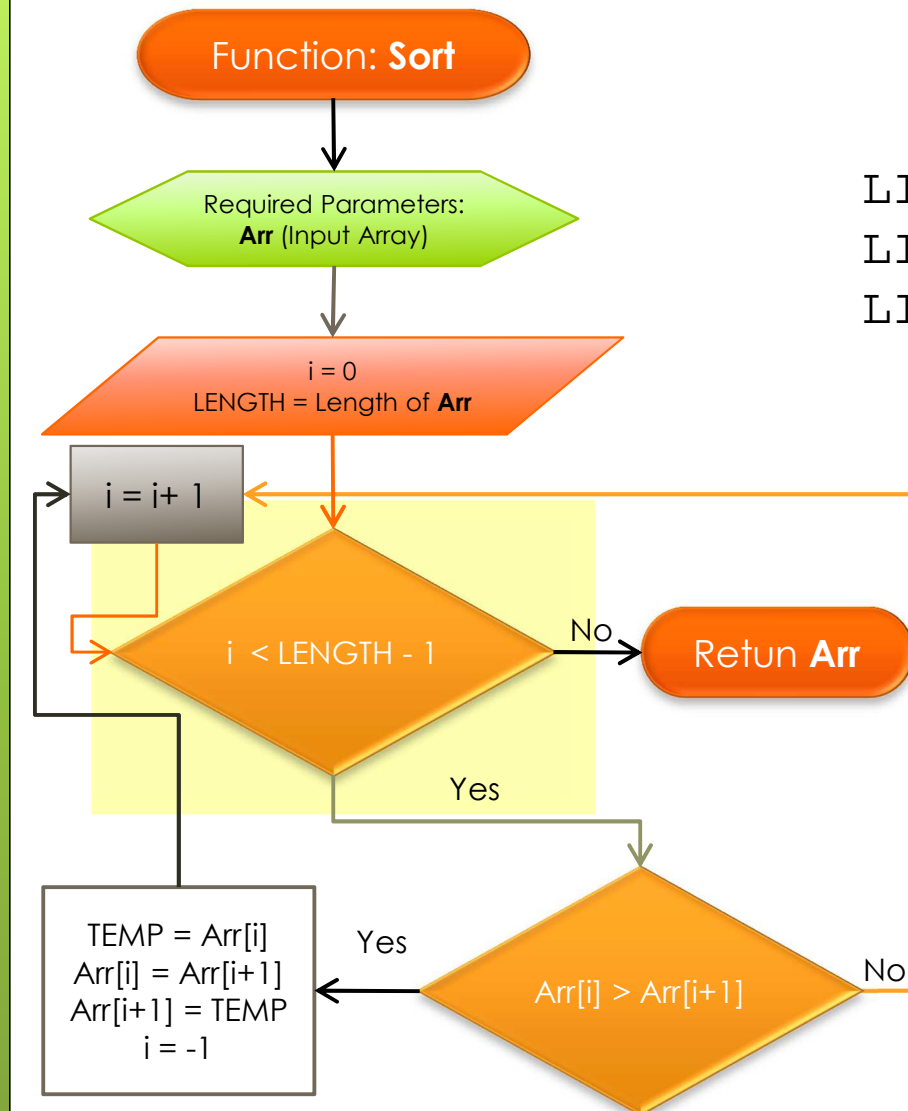 Function: Sort
Required Parameters:
Arr (Input Array)
i = 0
LENGTH = Length of Arr
i = i+ 1
i < LENGTH - 1
No
Retun Arr
Yes
TEMP = Arr[i]
Arr[i] = Arr[i+1]
Arr[i+1] = TEMP
i = -1
Yes
Arr[i] > Arr[i+1]
No